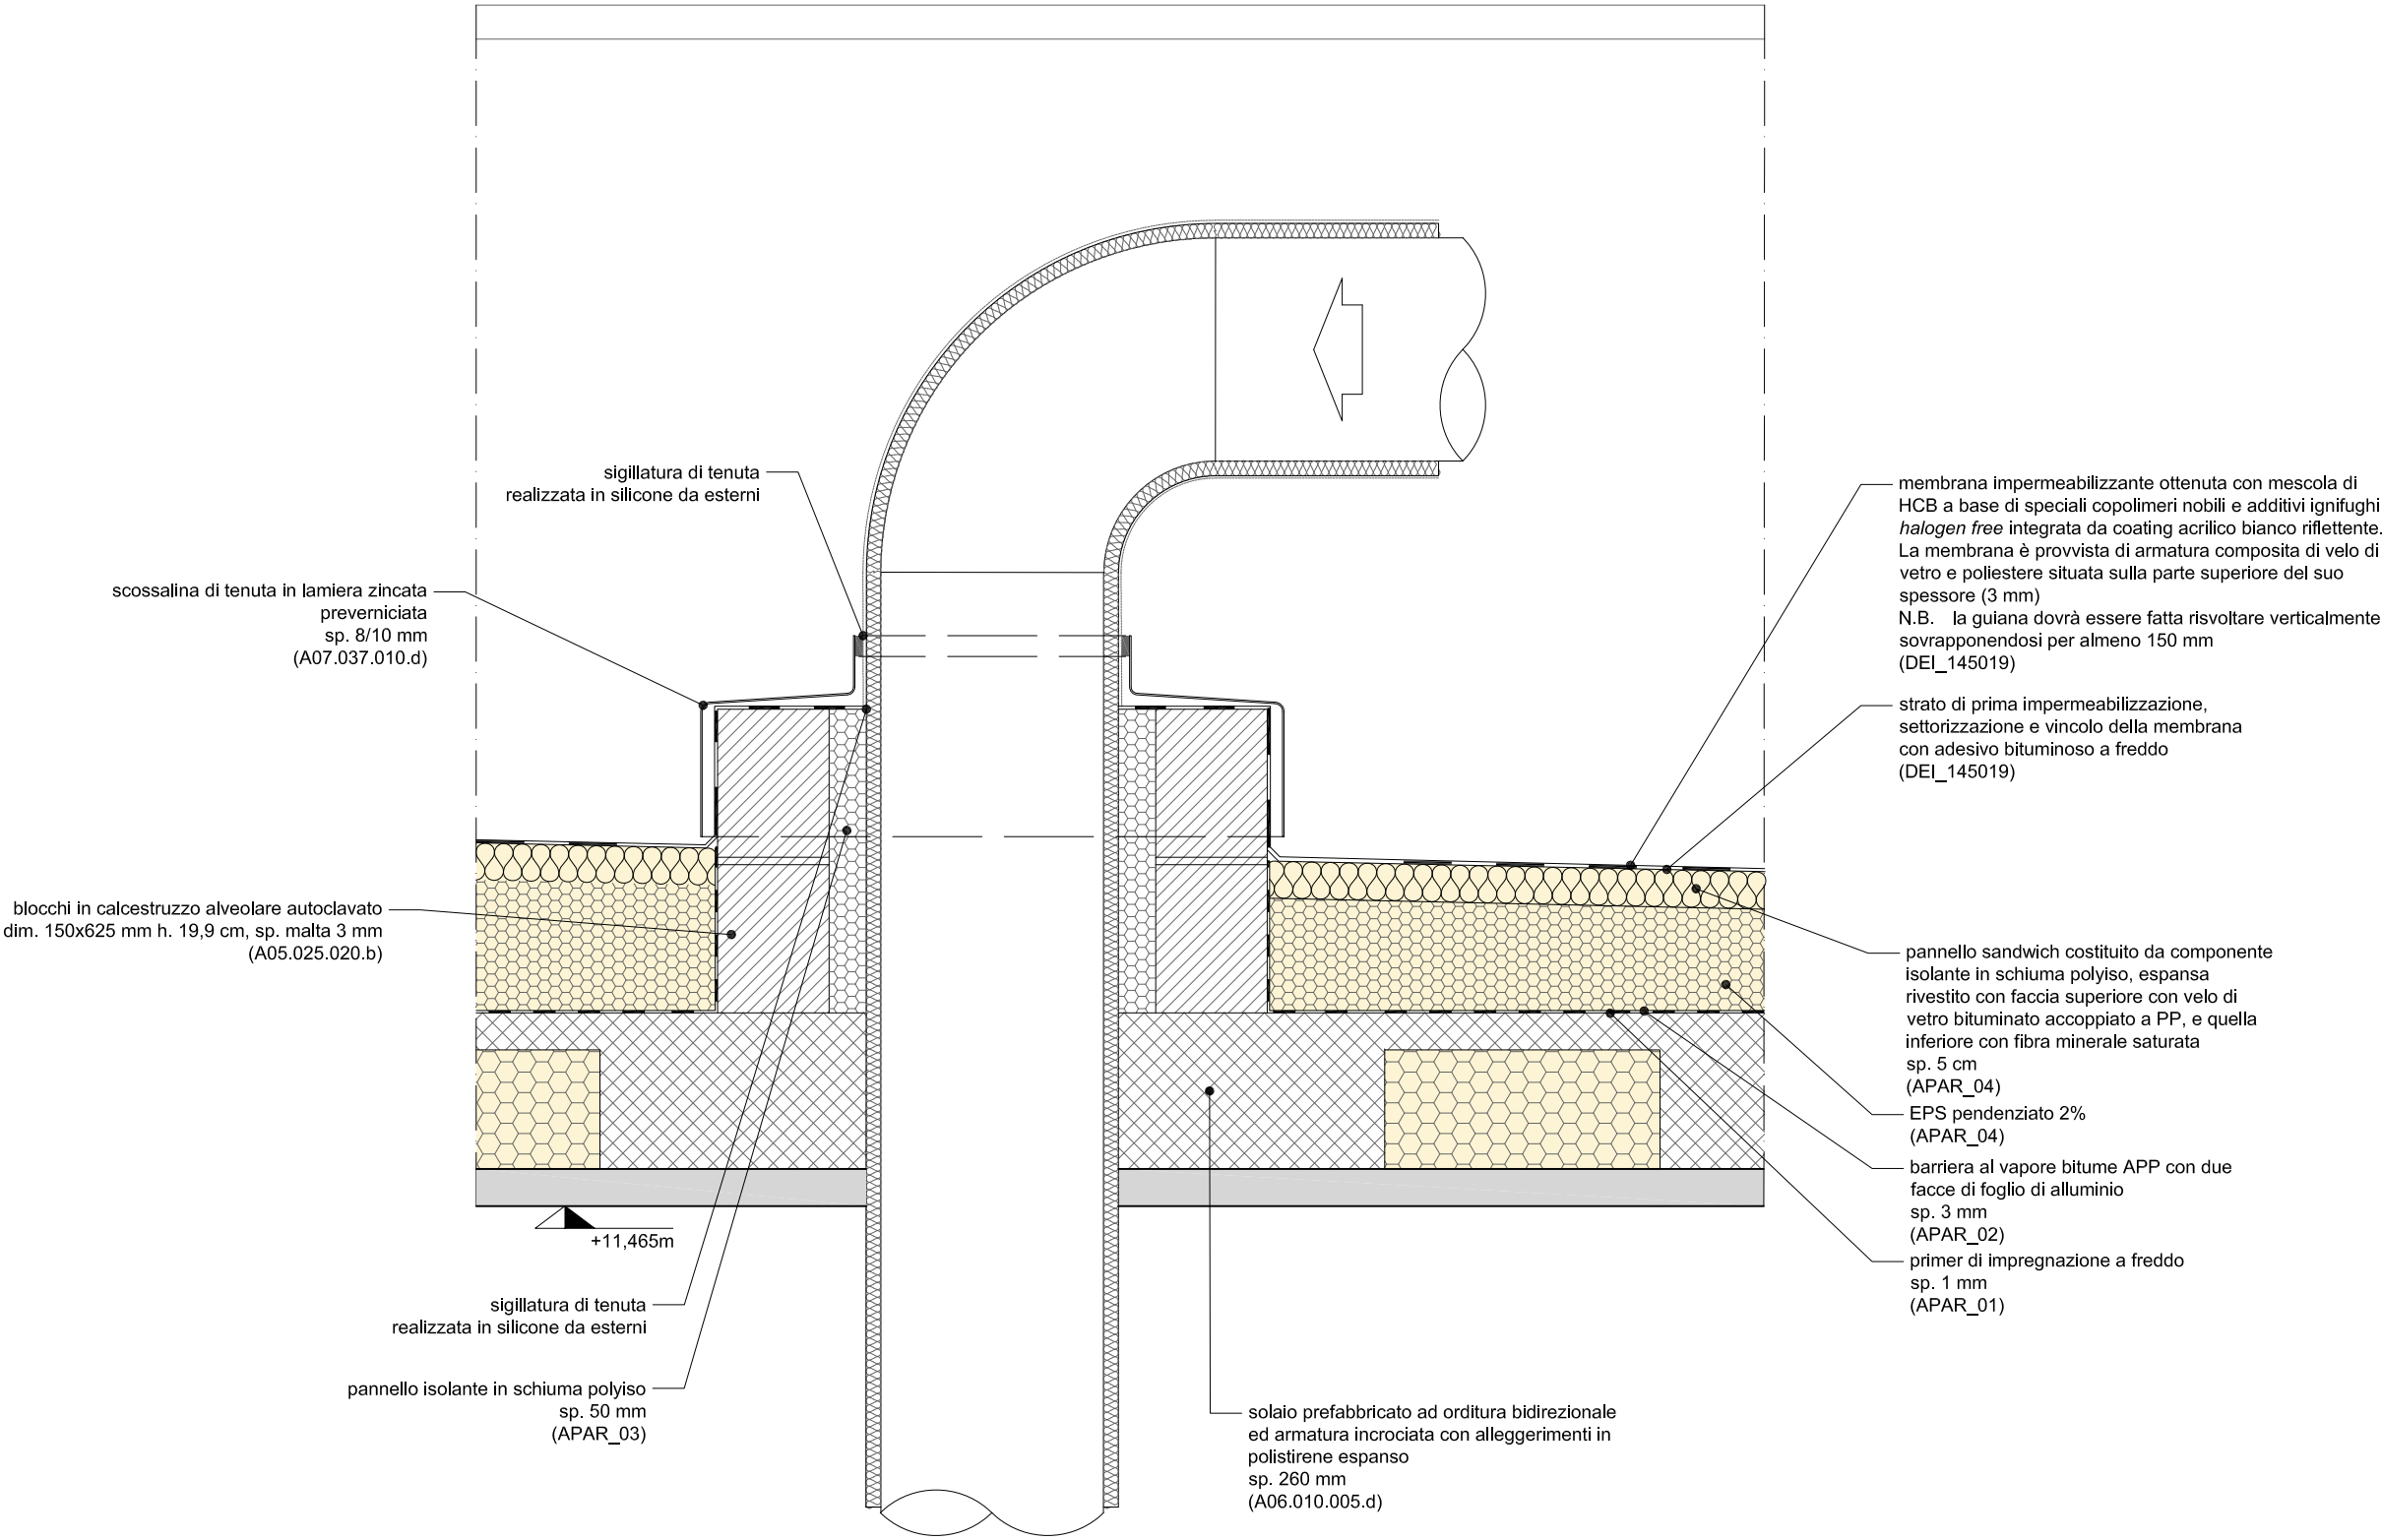 sigillatura di tenuta
realizzata in silicone da esterni
scossalina di tenuta in lamiera zincata
preverniciata
sp. 8/10 mm
(A07.037.010.d)
blocchi in calcestruzzo alveolare autoclavato
dim. 150x625 mm h. 19,9 cm, sp. malta 3 mm
(A05.025.020.b)
+11,465m
sigillatura di tenuta
realizzata in silicone da esterni
pannello isolante in schiuma polyiso
sp. 50 mm
(APAR_03)
membrana impermeabilizzante ottenuta con mescola di
HCB a base di speciali copolimeri nobili e additivi ignifughi
halogen free integrata da coating acrilico bianco riflettente.
La membrana è provvista di armatura composita di velo di
vetro e poliestere situata sulla parte superiore del suo
spessore (3 mm)
N.B. la guiana dovrà essere fatta risvoltare verticalmente
sovrapponendosi per almeno 150 mm
(DEI_145019)
strato di prima impermeabilizzazione,
settorizzazione e vincolo della membrana
con adesivo bituminoso a freddo
(DEI_145019)
pannello sandwich costituito da componente
isolante in schiuma polyiso, espansa
rivestito con faccia superiore con velo di
vetro bituminato accoppiato a PP, e quella
inferiore con fibra minerale saturata
sp. 5 cm
(APAR_04)
EPS pendenziato 2%
(APAR_04)
barriera al vapore bitume APP con due
facce di foglio di alluminio
sp. 3 mm
(APAR_02)
primer di impregnazione a freddo
sp. 1 mm
(APAR_01)
solaio prefabbricato ad orditura bidirezionale
ed armatura incrociata con alleggerimenti in
polistirene espanso
sp. 260 mm
(A06.010.005.d)